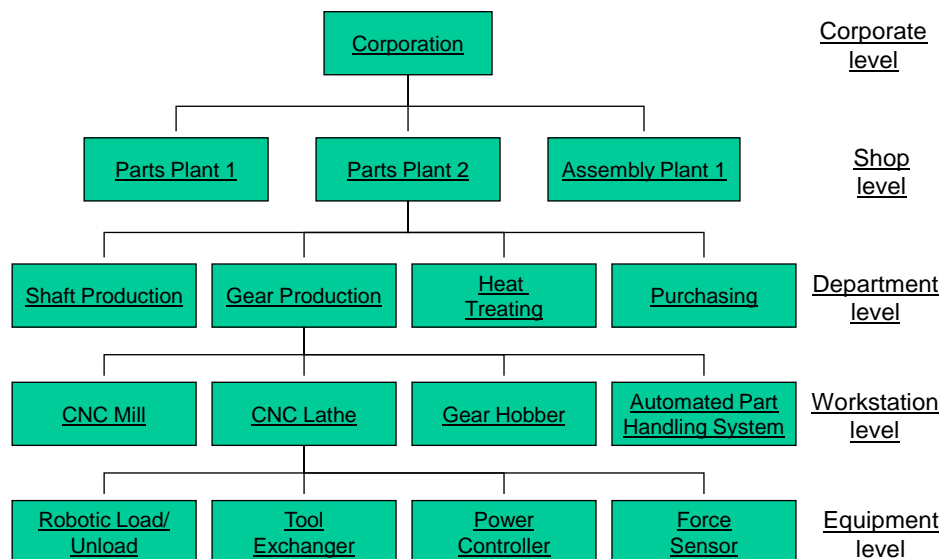 Corporation
Corporate
level
Parts Plant 1
Parts Plant 2
Assembly Plant 1
Shop
level
Shaft Production
Gear Production
Heat
Treating
Purchasing
Department
level
CNC Mill
CNC Lathe
Gear Hobber
Automated Part
Handling System
Workstation
level
Robotic Load/
Unload
Tool
Exchanger
Power
Controller
Force
Sensor
Equipment
level